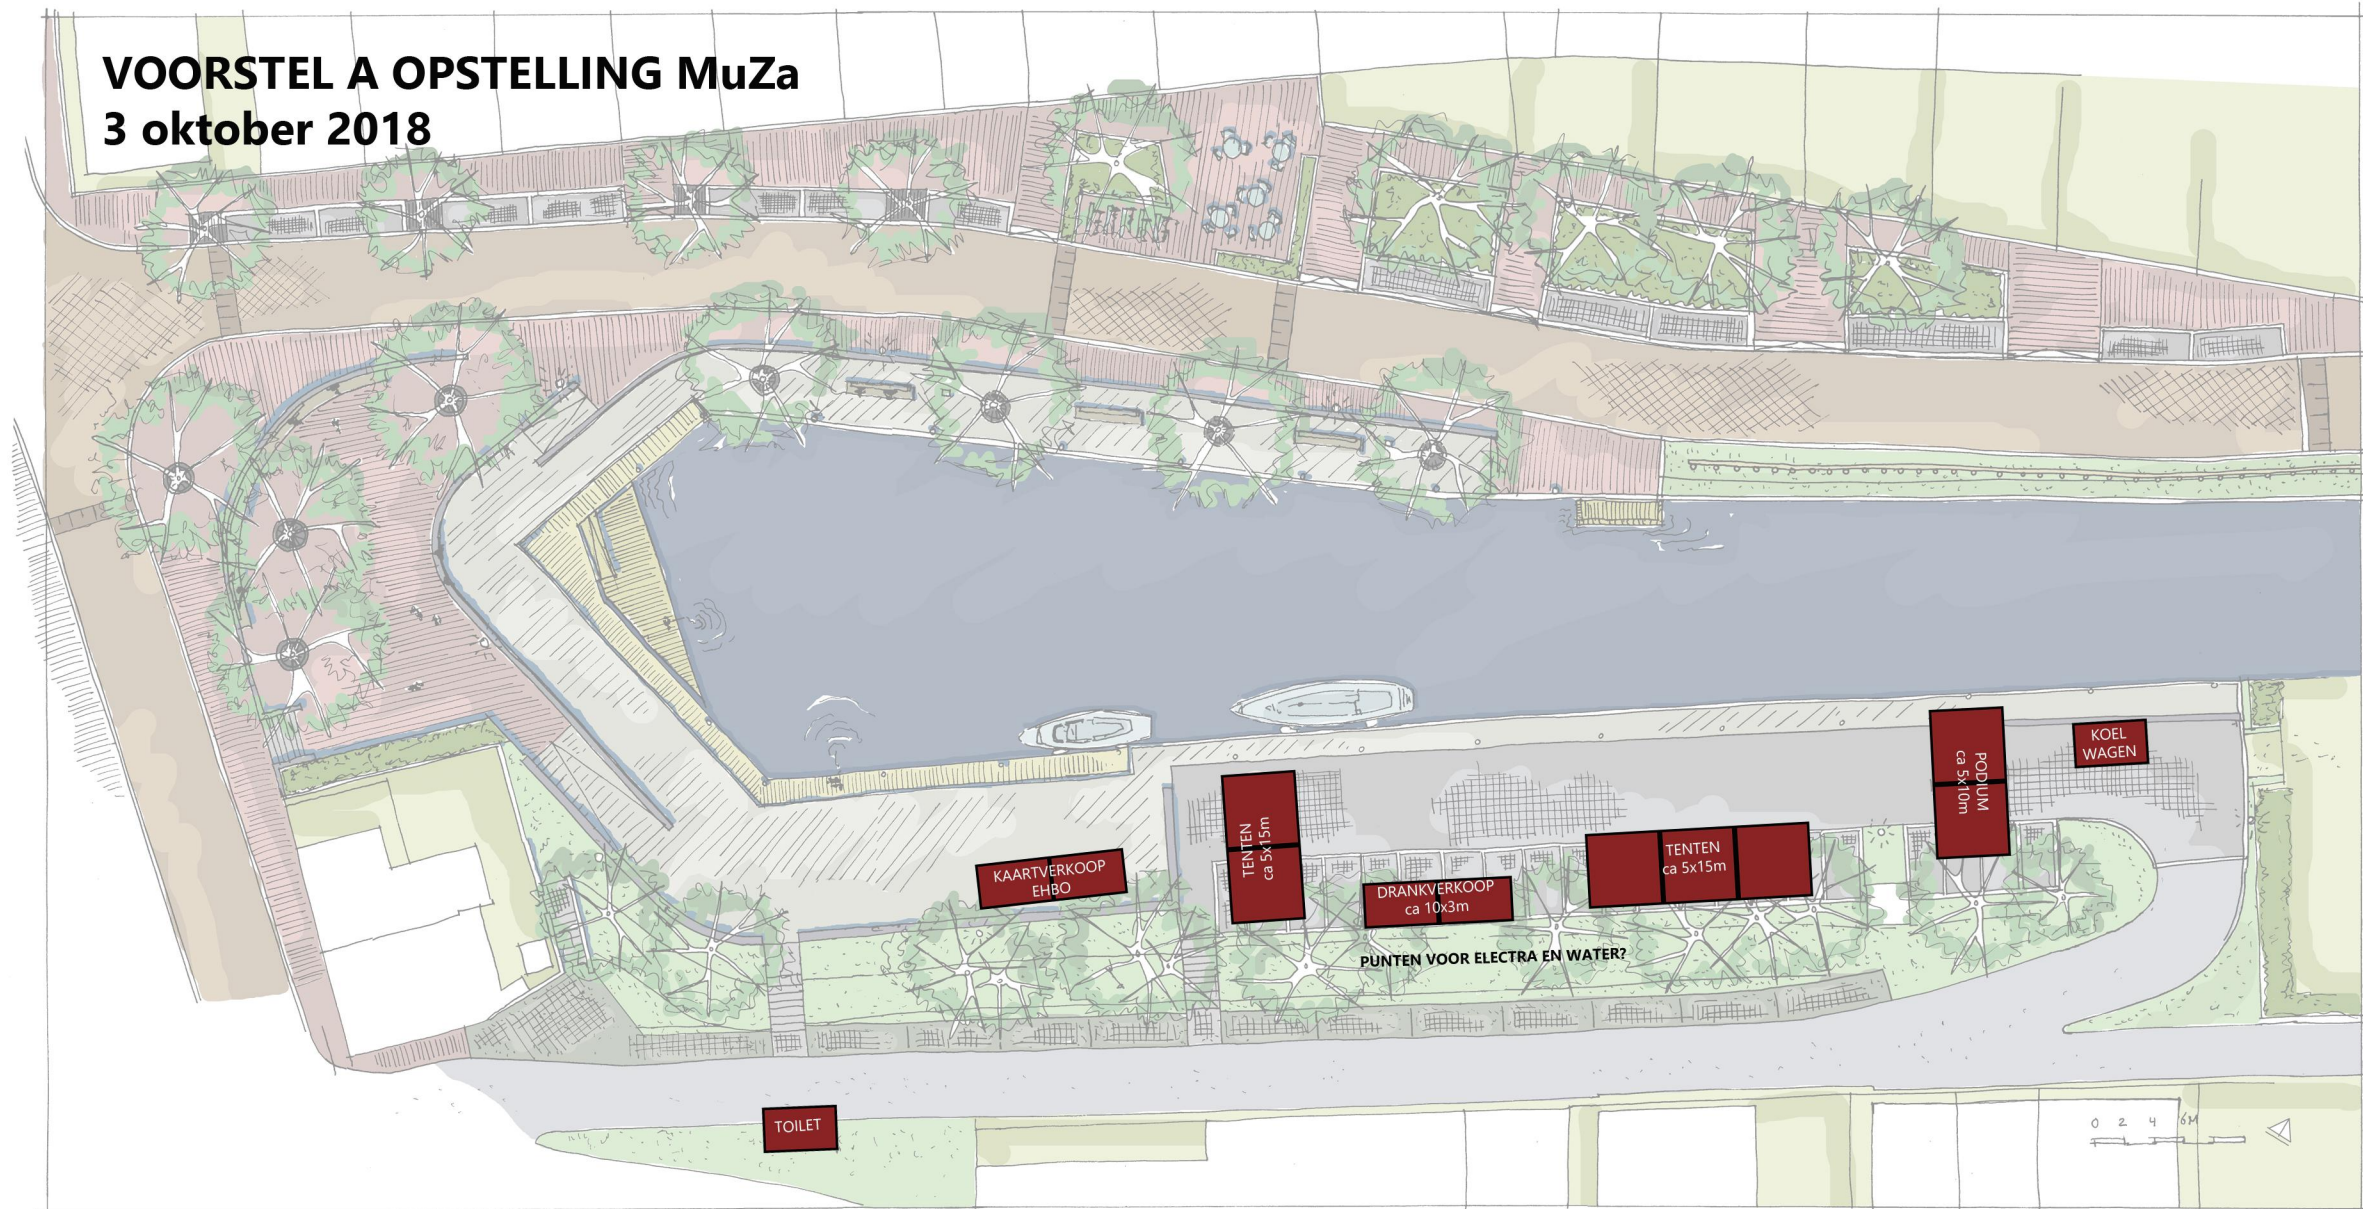 VOORSTEL A OPSTELLING MuZa
3 oktober 2018
KOEL
WAGEN
PODIUM
ca 5x10m
TENTEN
ca 5x15m
TENTEN
ca 5x15m
KAARTVERKOOP
EHBO
DRANKVERKOOP
ca 10x3m
PUNTEN VOOR ELECTRA EN WATER?
TOILET
0 2 4 6M